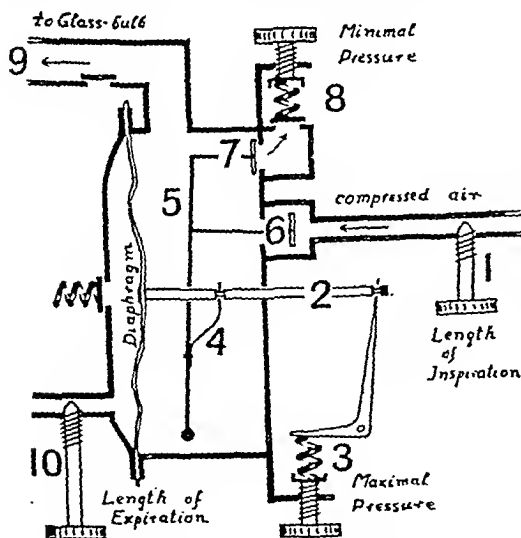 to Glass-bulb
9
Minimal
Pressure
8
7
5
compressed air
6
1
Diaphragm
2
4
Length
of
Inspiration
3
10
Length of
Expiration
Maximal
Pressure